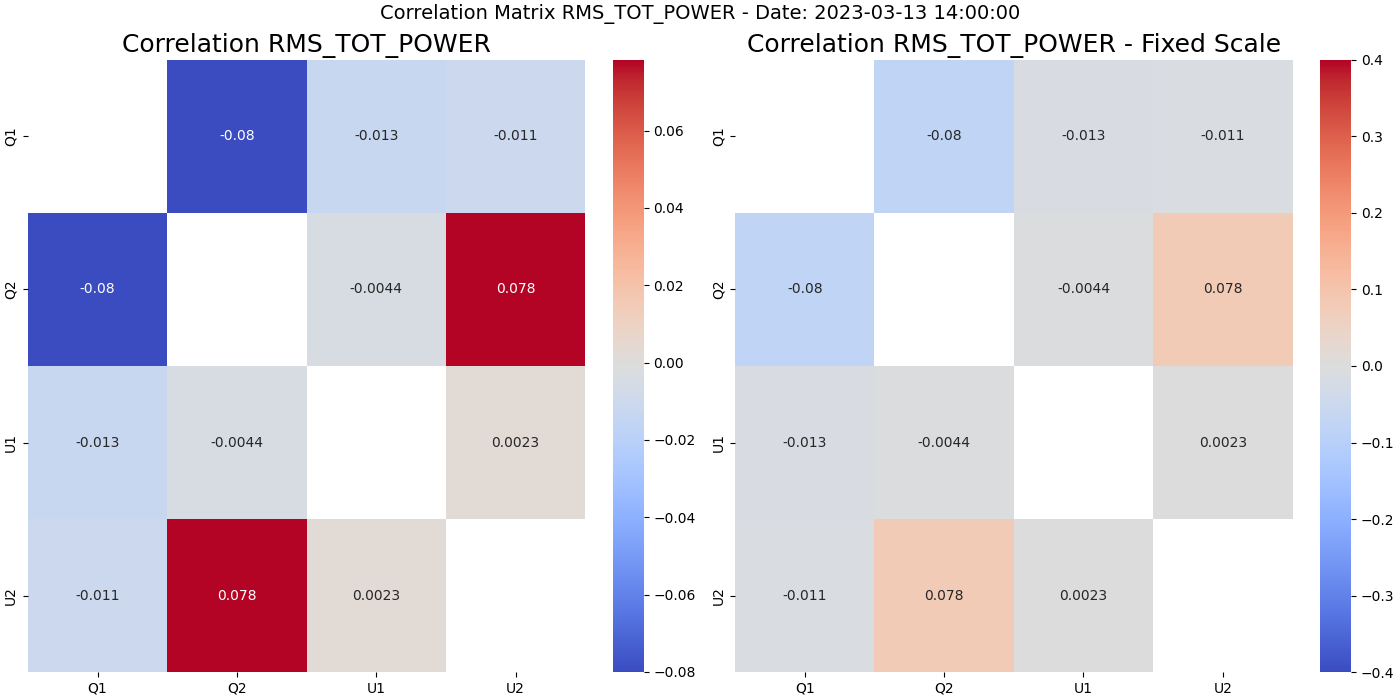 Correlation Matrix RMS_TOT_POWER - Date: 2023-03-13 14:00:00
Correlation RMS_TOT_POWER
Q1
-0.08
-0.013
-0.011
Q2
-0.08
-0.0044
0.078
U1
-0.013
-0.0044
0.0023
U2
-0.011
0.078
0.0023
Q1
Q2
U1
U2
0.06
0.04
0.02
0.00
−0.02
−0.04
−0.06
−0.08
Correlation RMS_TOT_POWER - Fixed Scale
Q1
-0.08
-0.013
-0.011
Q2
-0.08
-0.0044
0.078
U1
-0.013
-0.0044
0.0023
U2
-0.011
0.078
0.0023
Q1
Q2
U1
U2
0.4
0.3
0.2
0.1
0.0
−0.1
−0.2
−0.3
−0.4